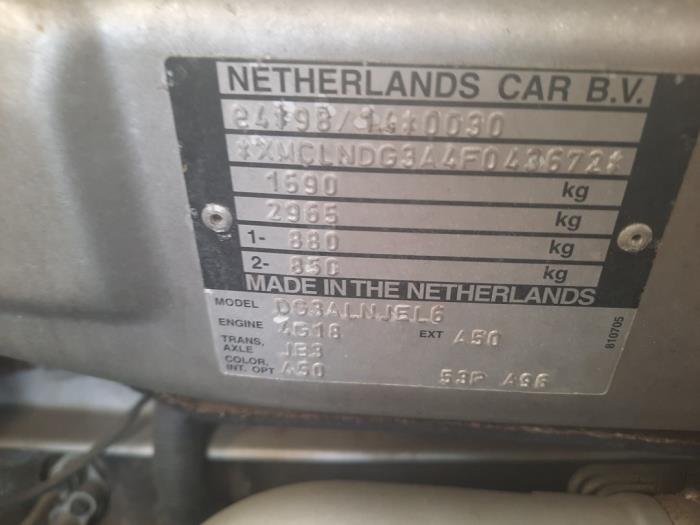 NETHERLANDS CAR B.V.
e4*98/14*0030
*XMCLNDG3A4F043672*
1690 kg
2965 kg
1- 880 kg
2- 850 kg
MADE IN THE NETHERLANDS
MODEL DG3ALNJEL6
ENGINE 4G18 EXT A50
TRANS, AXLE JB3
COLOR, INT. OPT A50 53P A96
810705